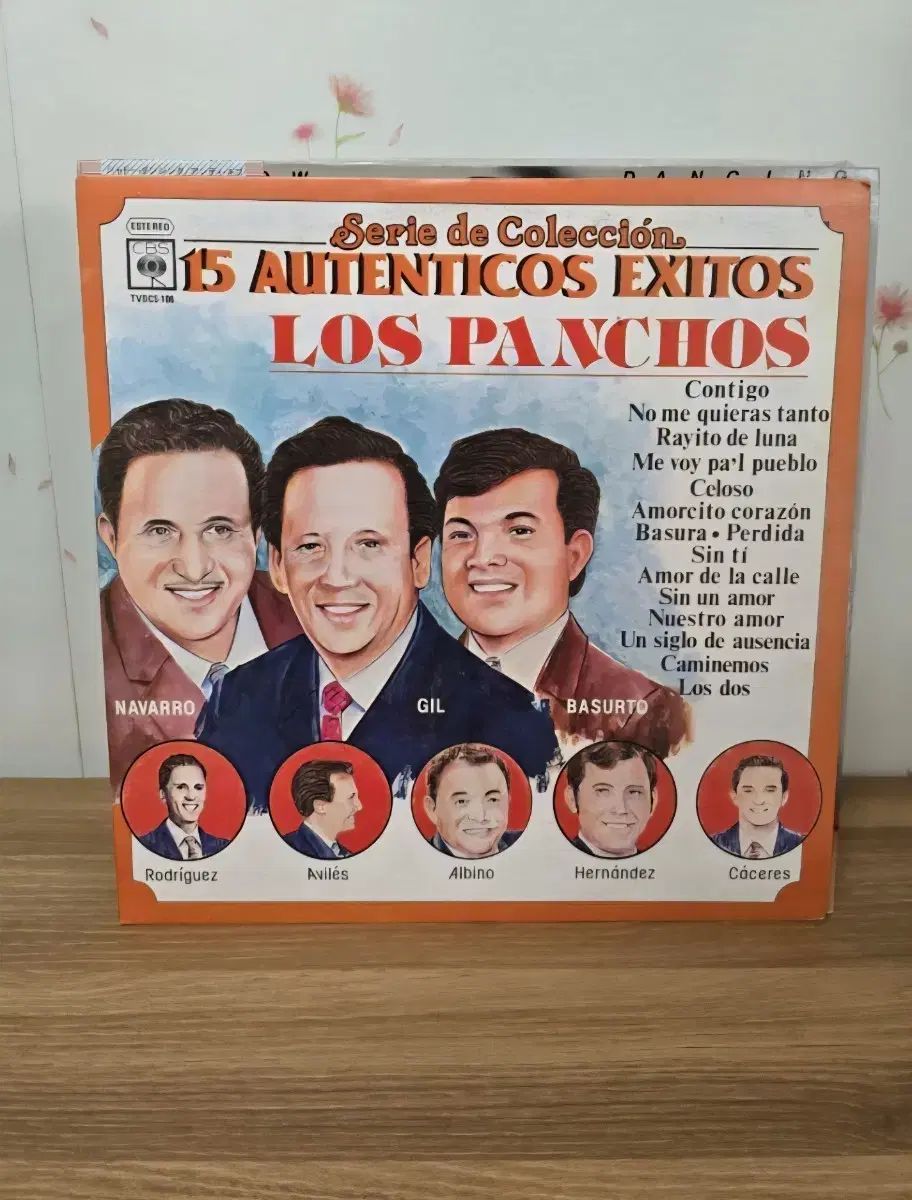 DANCING
ESTEREO
CBS
Serie de Colección
15 AUTENTICOS EXITOS
LOS PANCHOS
Contigo
No me quieras tanto
Rayito de luna
Me voy pa'l pueblo
Celoso
Amorcito corazón
Basura • Perdida
Sin tí
Amor de la calle
Sin un amor
Nuestro amor
Un siglo de ausencia
Caminemos
Los dos
NAVARRO
GIL
BASURTO
Rodríguez
Avilés
Albino
Hernández
Cáceres